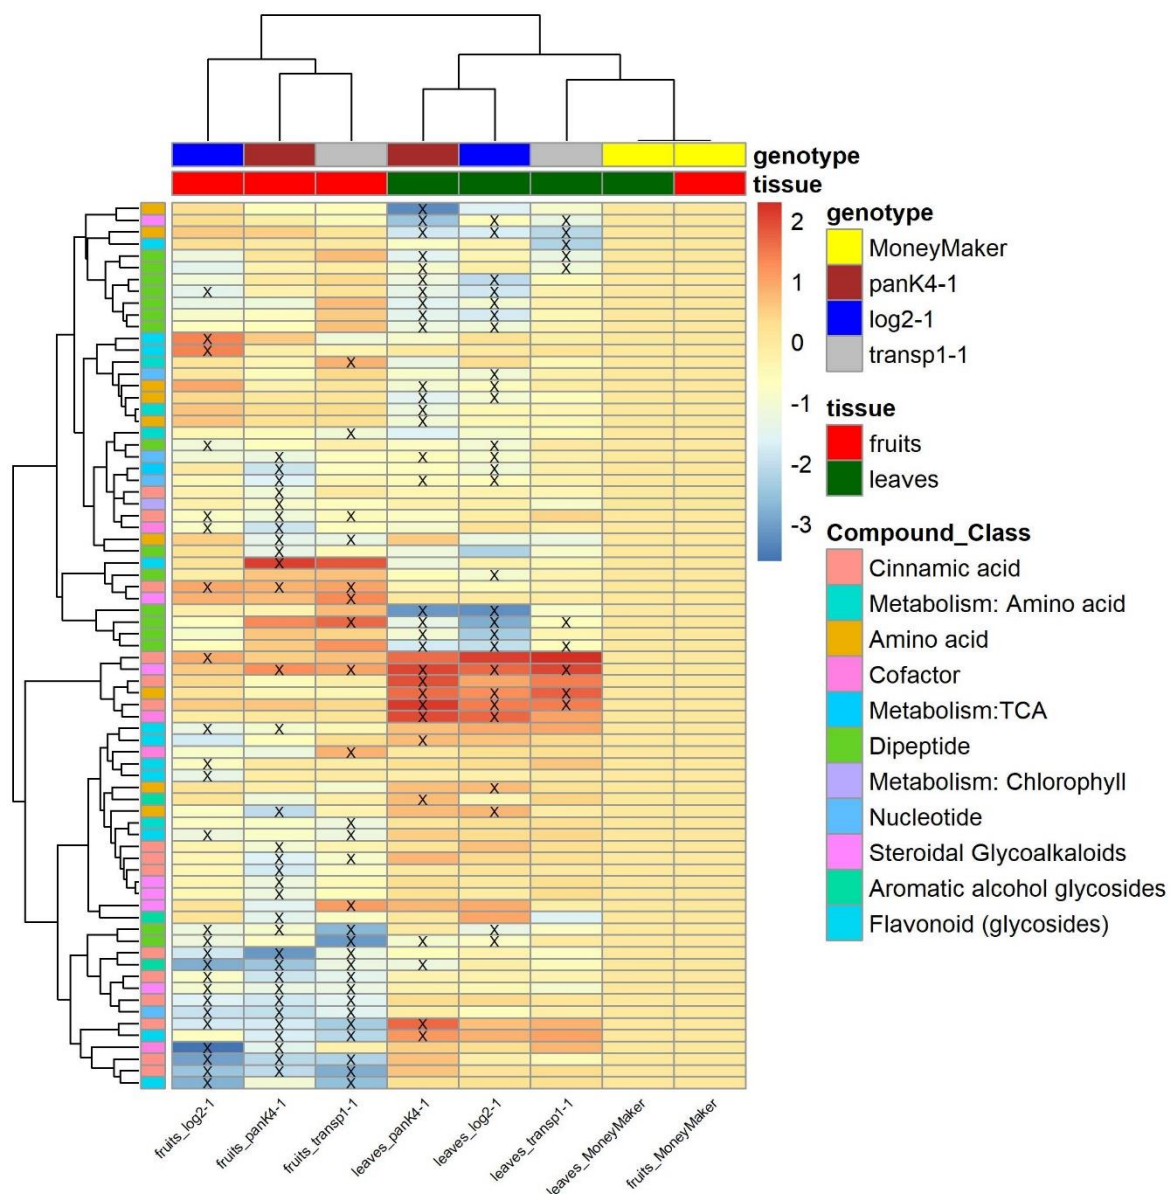 genotype
tissue
2
1
0
-1
-2
-3
genotype
MoneyMaker
panK4-1
log2-1
transp1-1
tissue
fruits
leaves
Compound_Class
Cinnamic acid
Metabolism: Amino acid
Amino acid
Cofactor
Metabolism:TCA
Dipeptide
Metabolism: Chlorophyll
Nucleotide
Steroidal Glycoalkaloids
Aromatic alcohol glycosides
Flavonoid (glycosides)
fruits_log2-1
fruits_panK4-1
fruits_transp1-1
leaves_panK4-1
leaves_log2-1
leaves_transp1-1
leaves_MoneyMaker
fruits_MoneyMaker